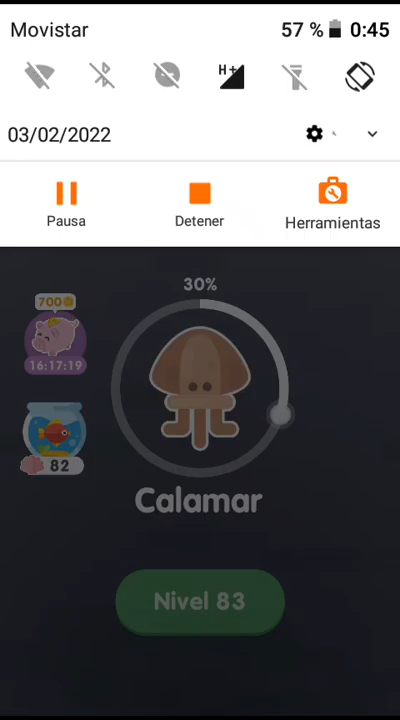 Movistar 57 % 0:45
H+
03/02/2022
Pausa Detener Herramientas
30%
700
16:17:19
82
Calamar
Nivel 83